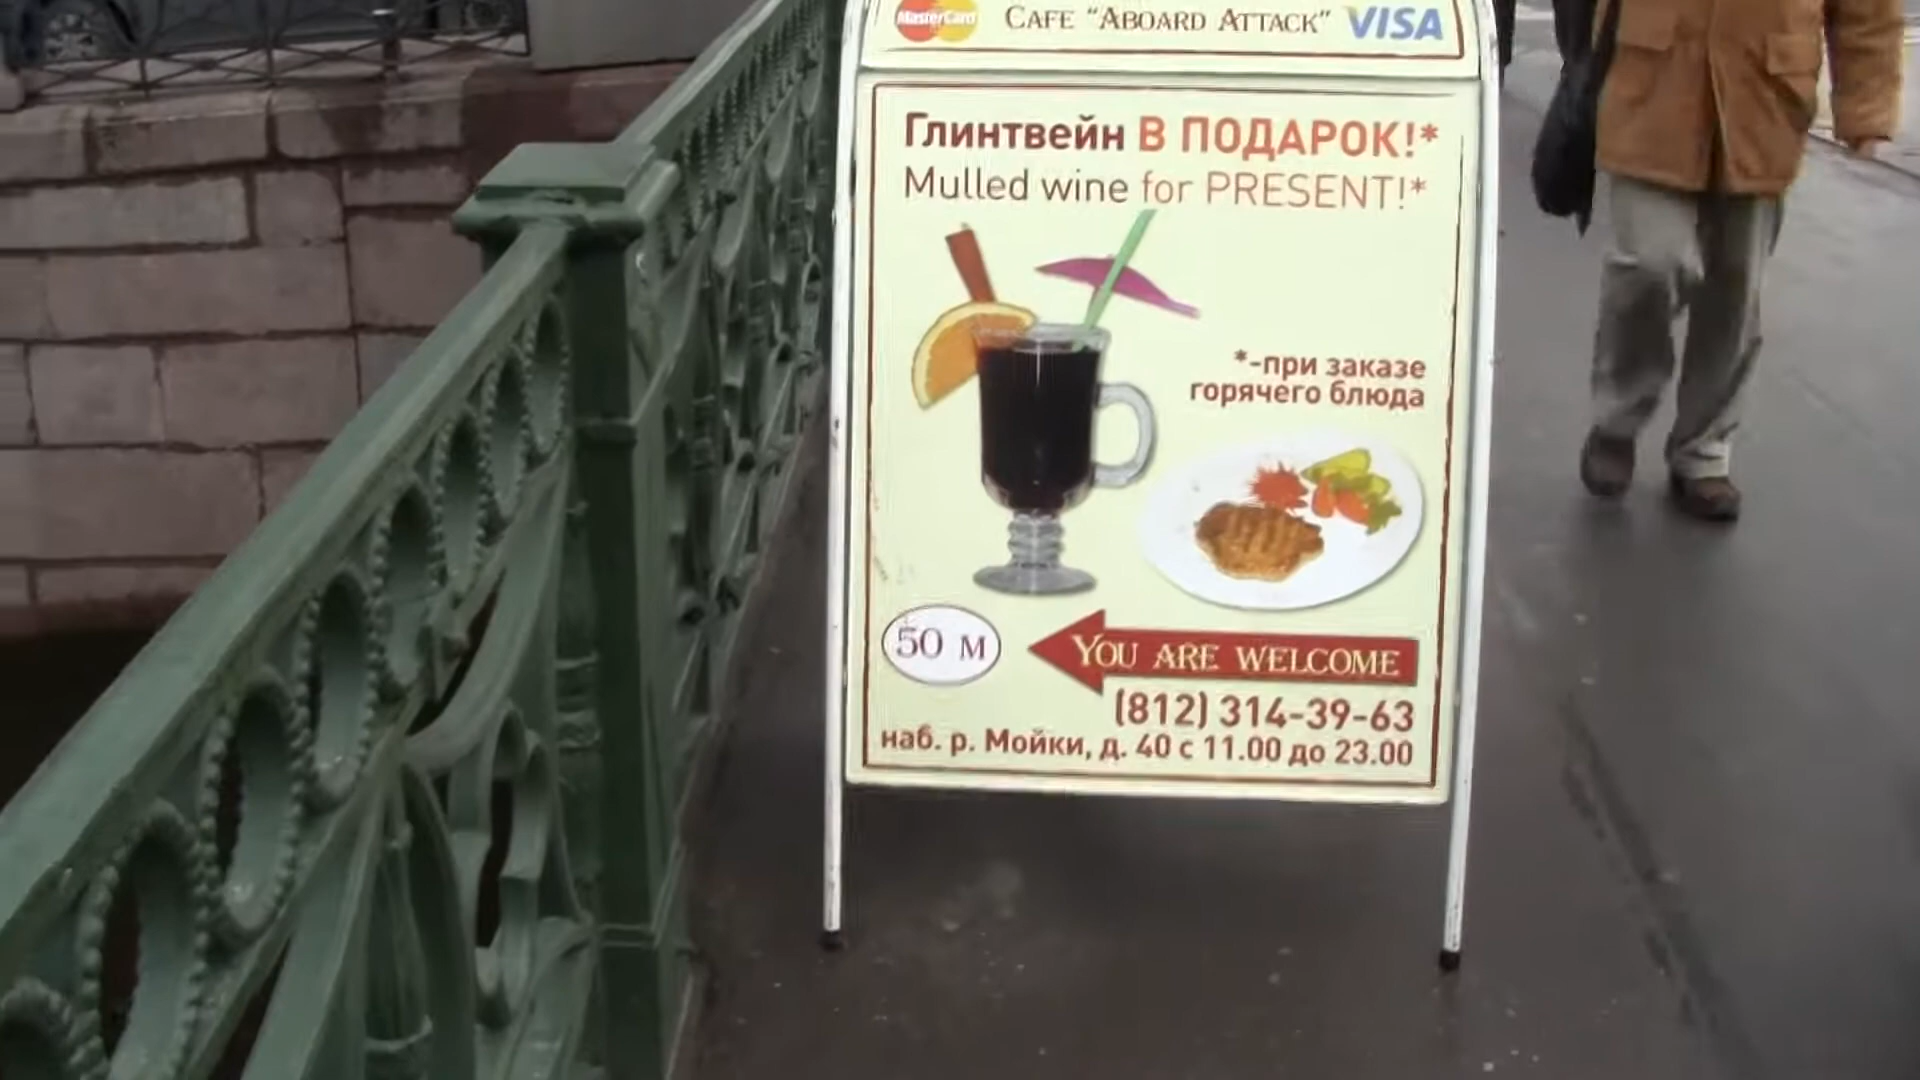 MasterCard CAFE "ABOARD ATTACK" VISA
Глинтвейн В ПОДАРОК!*
Mulled wine for PRESENT!*
*-при заказе
горячего блюда
50 м YOU ARE WELCOME
(812) 314-39-63
наб. р. Мойки, д. 40 с 11.00 до 23.00